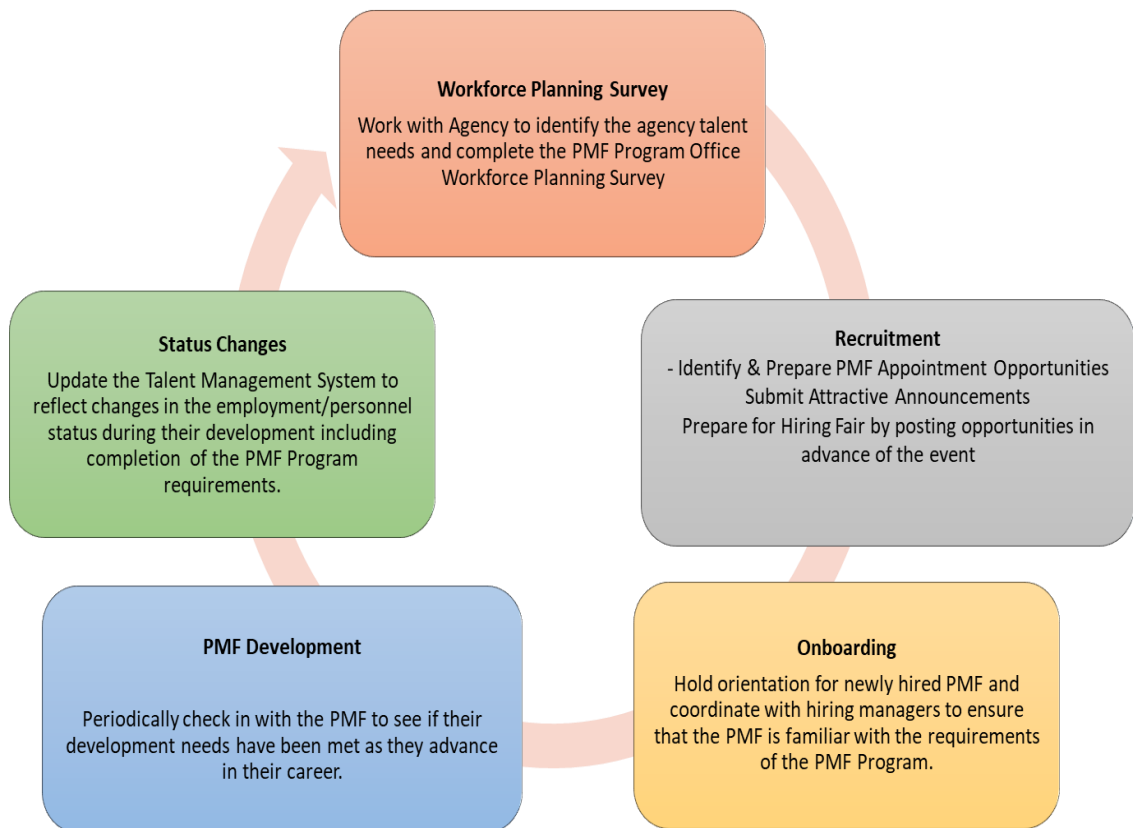 Workforce Planning Survey
Work with Agency to identify the agency talent
needs and complete the PMF Program Office
Workforce Planning Survey
Recruitment
- Identify & Prepare PMF Appointment Opportunities
Submit Attractive Announcements
Prepare for Hiring Fair by posting opportunities in
advance of the event
Onboarding
Hold orientation for newly hired PMF and
coordinate with hiring managers to ensure
that the PMF is familiar with the requirements
of the PMF Program.
PMF Development
Periodically check in with the PMF to see if their
development needs have been met as they advance
in their career.
Status Changes
Update the Talent Management System to
reflect changes in the employment/personnel
status during their development including
completion of the PMF Program
requirements.